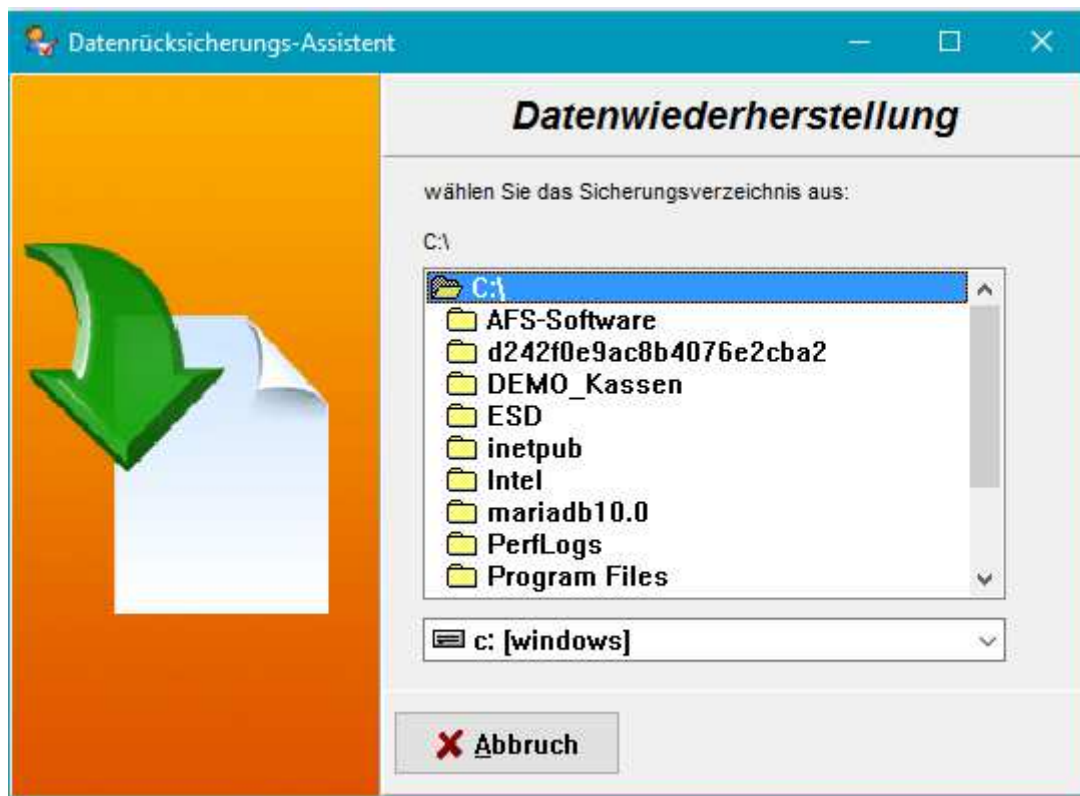 Datenrücksicherungs-Assistent
Datenwiederherstellung
wählen Sie das Sicherungsverzeichnis aus:
C:\
C:\
AFS-Software
d242f0e9ac8b4076e2cba2
DEMO_Kassen
ESD
inetpub
Intel
mariadb10.0
PerfLogs
Program Files
c: [windows]
Abbruch